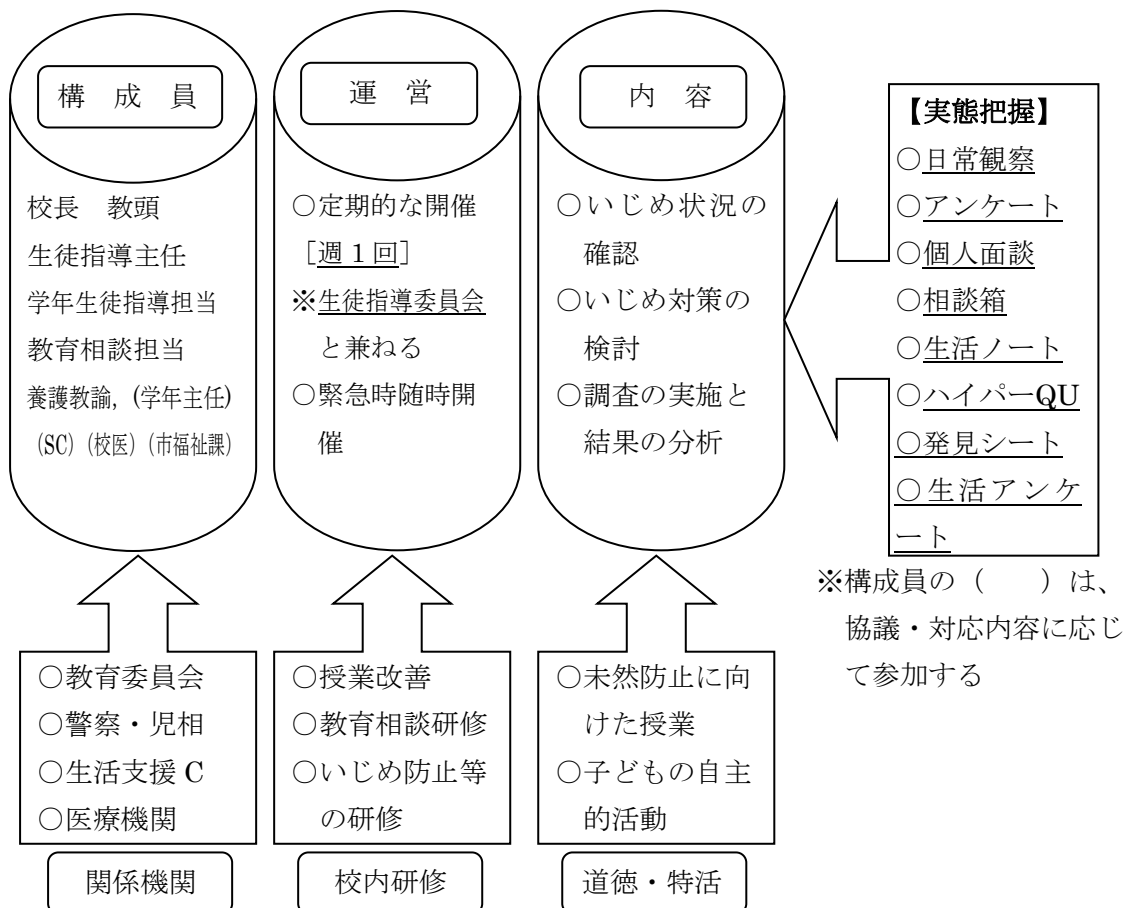 構 成 員
校長 教頭
生徒指導主任
学年生徒指導担当
教育相談担当
養護教諭，(学年主任)
(SC) (校医) (市福祉課)
運 営
○定期的な開催
［週１回］
※生徒指導委員会
と兼ねる
○緊急時随時開
催
内 容
○いじめ状況の
確認
○いじめ対策の
検討
○調査の実施と
結果の分析
【実態把握】
○日常観察
○アンケート
○個人面談
○相談箱
○生活ノート
○ハイパーQU
○発見シート
○生活アンケ
ート
※構成員の（　　）は、
協議・対応内容に応じ
て参加する
○教育委員会
○警察・児相
○生活支援 C
○医療機関
関係機関
○授業改善
○教育相談研修
○いじめ防止等
の研修
校内研修
○未然防止に向
けた授業
○子どもの自主
的活動
道徳・特活